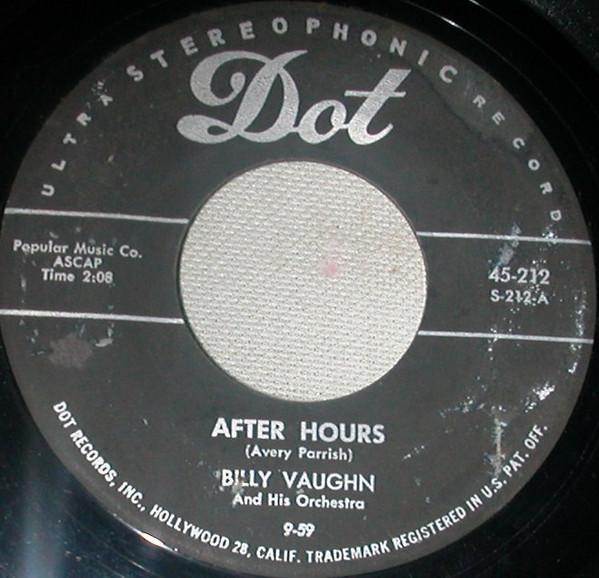 ULTRA STEREOPHONIC RECORD
Dot
Popular Music Co.
ASCAP
Time 2:08
45-212
S-212-A
AFTER HOURS
(Avery Parrish)
BILLY VAUGHN
And His Orchestra
9-59
DOT RECORDS, INC., HOLLYWOOD 28, CALIF. TRADEMARK REGISTERED IN U.S. PAT. OFF.